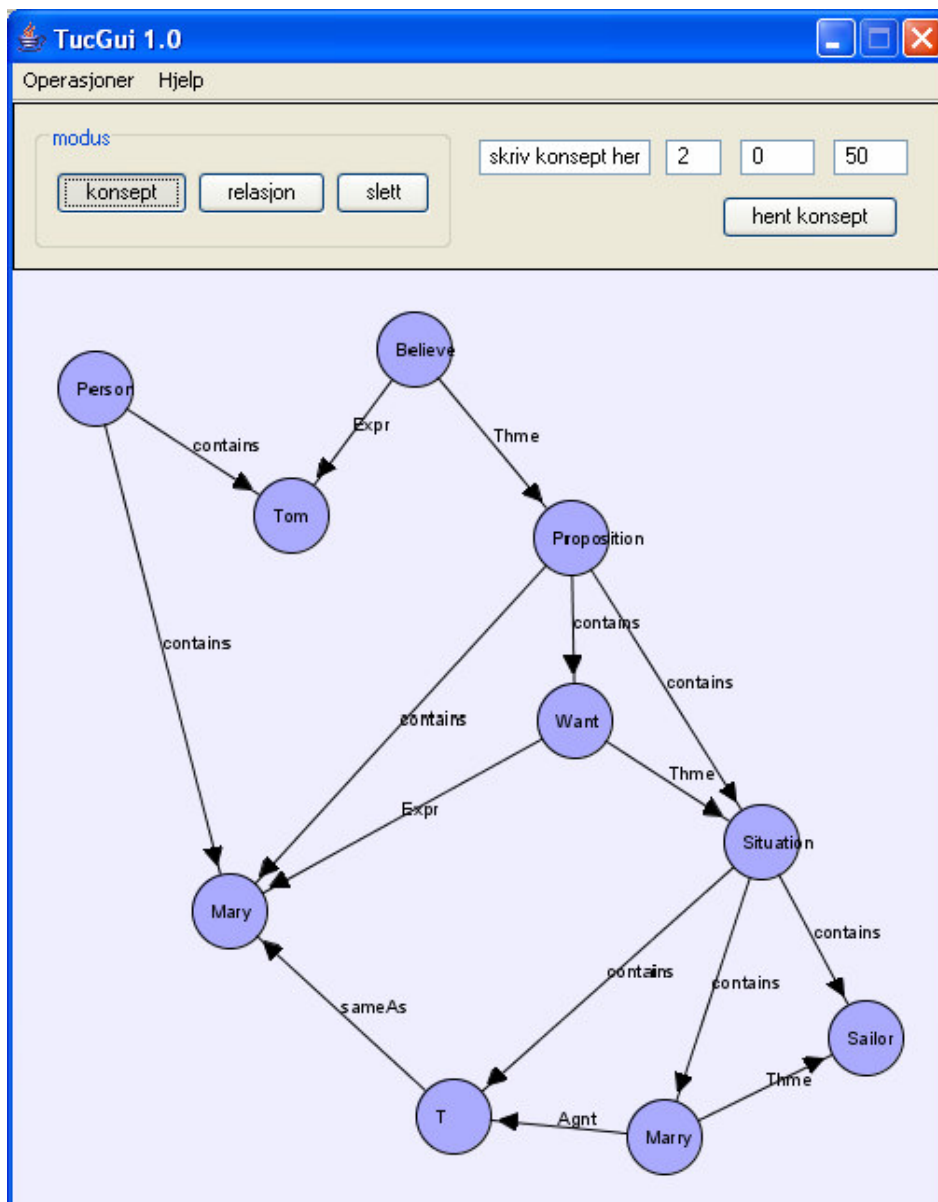 TucGui 1.0
Operasjoner Hjelp
modus
konsept relasjon slett
skriv konsept her 2 0 50
hent konsept
Believe
Person
Expr
Thme
contains
Tom
Proposition
contains
contains
contains
contains
Want
Thme
Expr
Situation
Mary
contains
contains
contains
sameAs
Sailor
Thme
T
Agnt
Marry